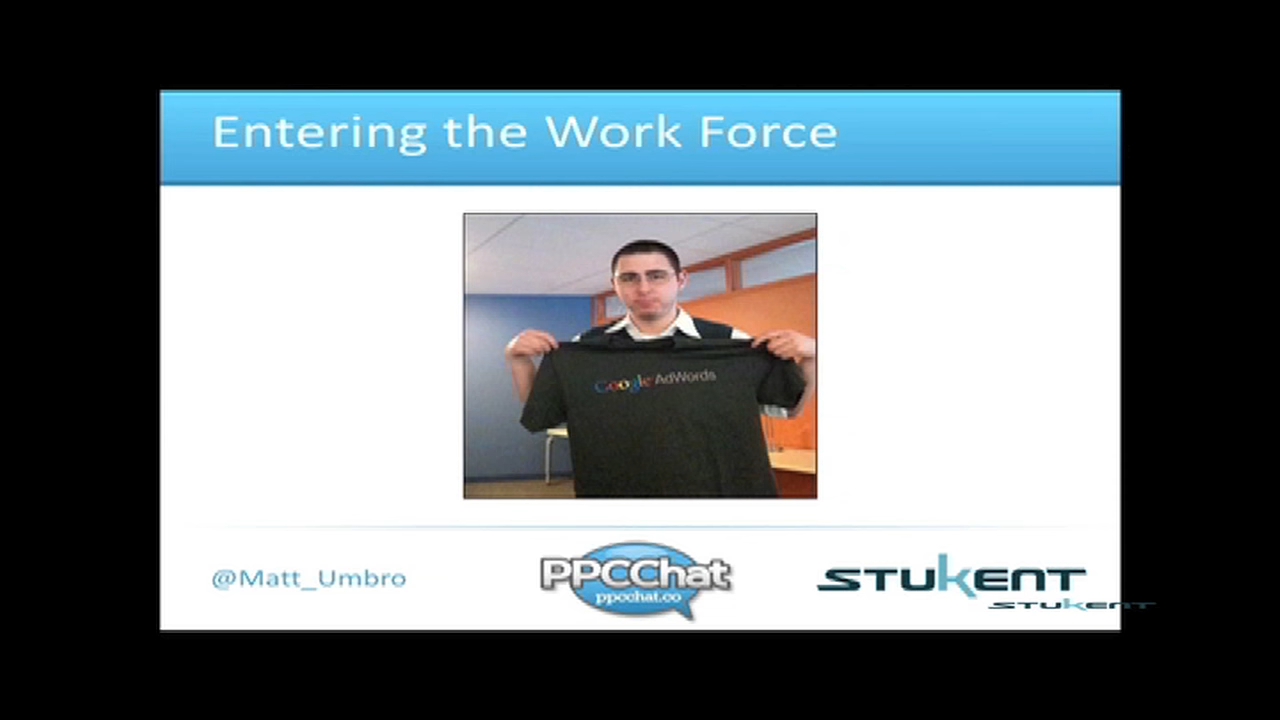 Entering the Work Force
Google AdWords
@Matt_Umbro
PPCChat
ppcchat.co
STUKENT
STUKENT